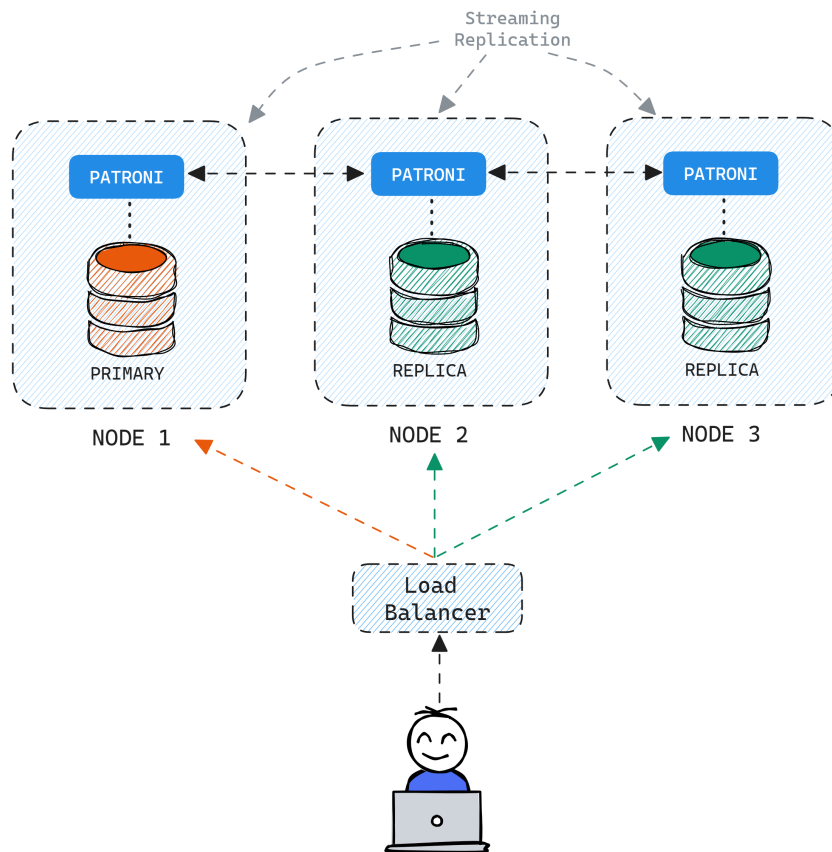 Streaming
Replication
PATRONI
PATRONI
PATRONI
PRIMARY
REPLICA
REPLICA
NODE 1
NODE 2
NODE 3
Load
Balancer